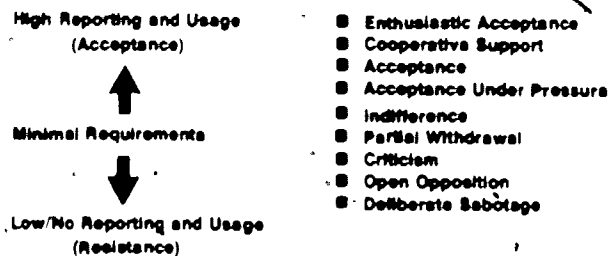 High Reporting and Usage
(Acceptance)
Minimal Requirements
Low/No Reporting and Usage
(Resistance)
Enthusiastic Acceptance
Cooperative Support
Acceptance
Acceptance Under Pressure
Indifference
Partial Withdrawal
Criticism
Open Opposition
Deliberate Sabotage